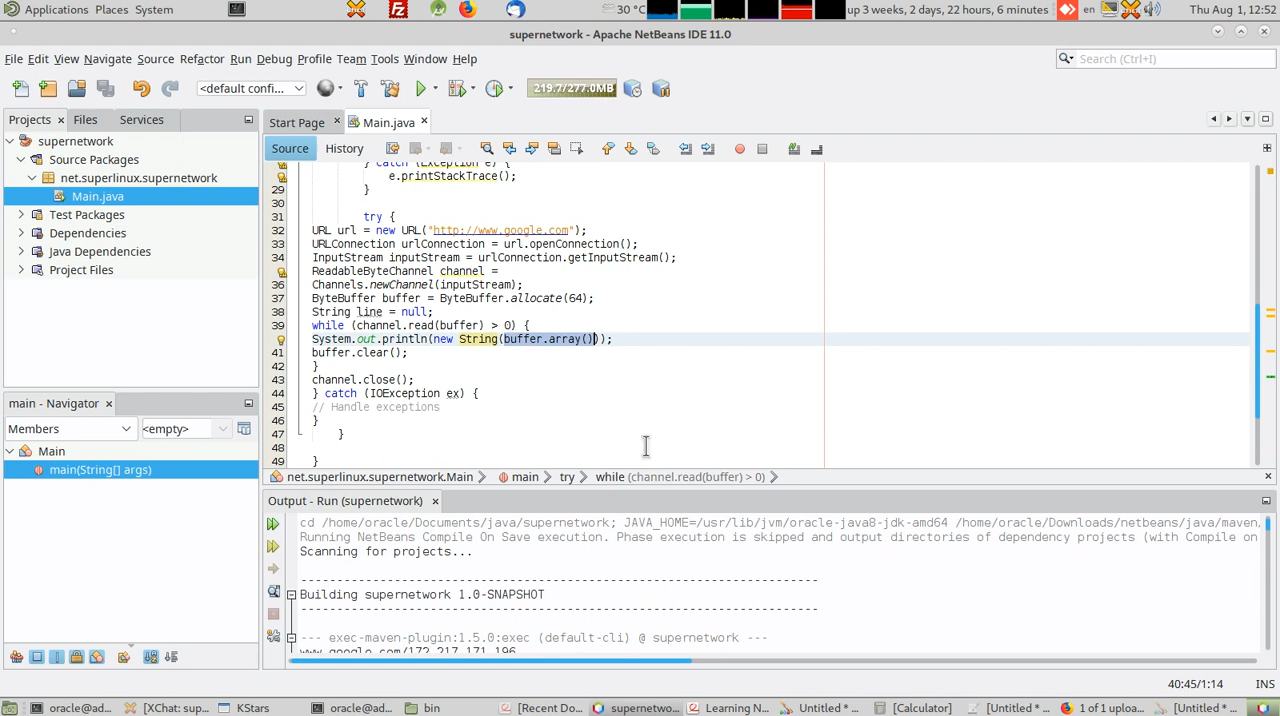 Applications Places System 30 °C up 3 weeks, 2 days, 22 hours, 6 minutes en Thu Aug 1, 12:52
supernetwork - Apache NetBeans IDE 11.0
File Edit View Navigate Source Refactor Run Debug Profile Team Tools Window Help Search (Ctrl+I)
<default confi... 219.7/277.0MB
Projects Files Services Start Page Main.java
supernetwork
Source History
Source Packages
net.superlinux.supernetwork
Main.java
Test Packages
Dependencies
Java Dependencies
Project Files
} catch (Exception e) {
e.printStackTrace();
29 }
30
31 try {
32 URL url = new URL("http://www.google.com");
33 URLConnection urlConnection = url.openConnection();
34 InputStream inputStream = urlConnection.getInputStream();
ReadableByteChannel channel =
36 Channels.newChannel(inputStream);
37 ByteBuffer buffer = ByteBuffer.allocate(64);
38 String line = null;
39 while (channel.read(buffer) > 0) {
System.out.println(new String(buffer.array()));
41 buffer.clear();
42 }
43 channel.close();
44 } catch (IOException ex) {
45 // Handle exceptions
46 }
47 }
48
49 }
main - Navigator
Members <empty>
Main
main(String[] args)
net.superlinux.supernetwork.Main main try while (channel.read(buffer) > 0)
Output - Run (supernetwork)
cd /home/oracle/Documents/java/supernetwork; JAVA_HOME=/usr/lib/jvm/oracle-java8-jdk-amd64 /home/oracle/Downloads/netbeans/java/maven/
Running NetBeans Compile On Save execution. Phase execution is skipped and output directories of dependency projects (with Compile on
Scanning for projects...
------------------------------------------------------------------------
Building supernetwork 1.0-SNAPSHOT
------------------------------------------------------------------------
--- exec-maven-plugin:1.5.0:exec (default-cli) @ supernetwork ---
www.google.com/172.217.171.196
40:45/1:14 INS
oracle@ad... [XChat: sup... KStars oracle@ad... bin [Recent Do... supernetwo... Learning N... Untitled * ... [Calculator] [Untitled * ... 1 of 1 uploa... [Untitled * ...